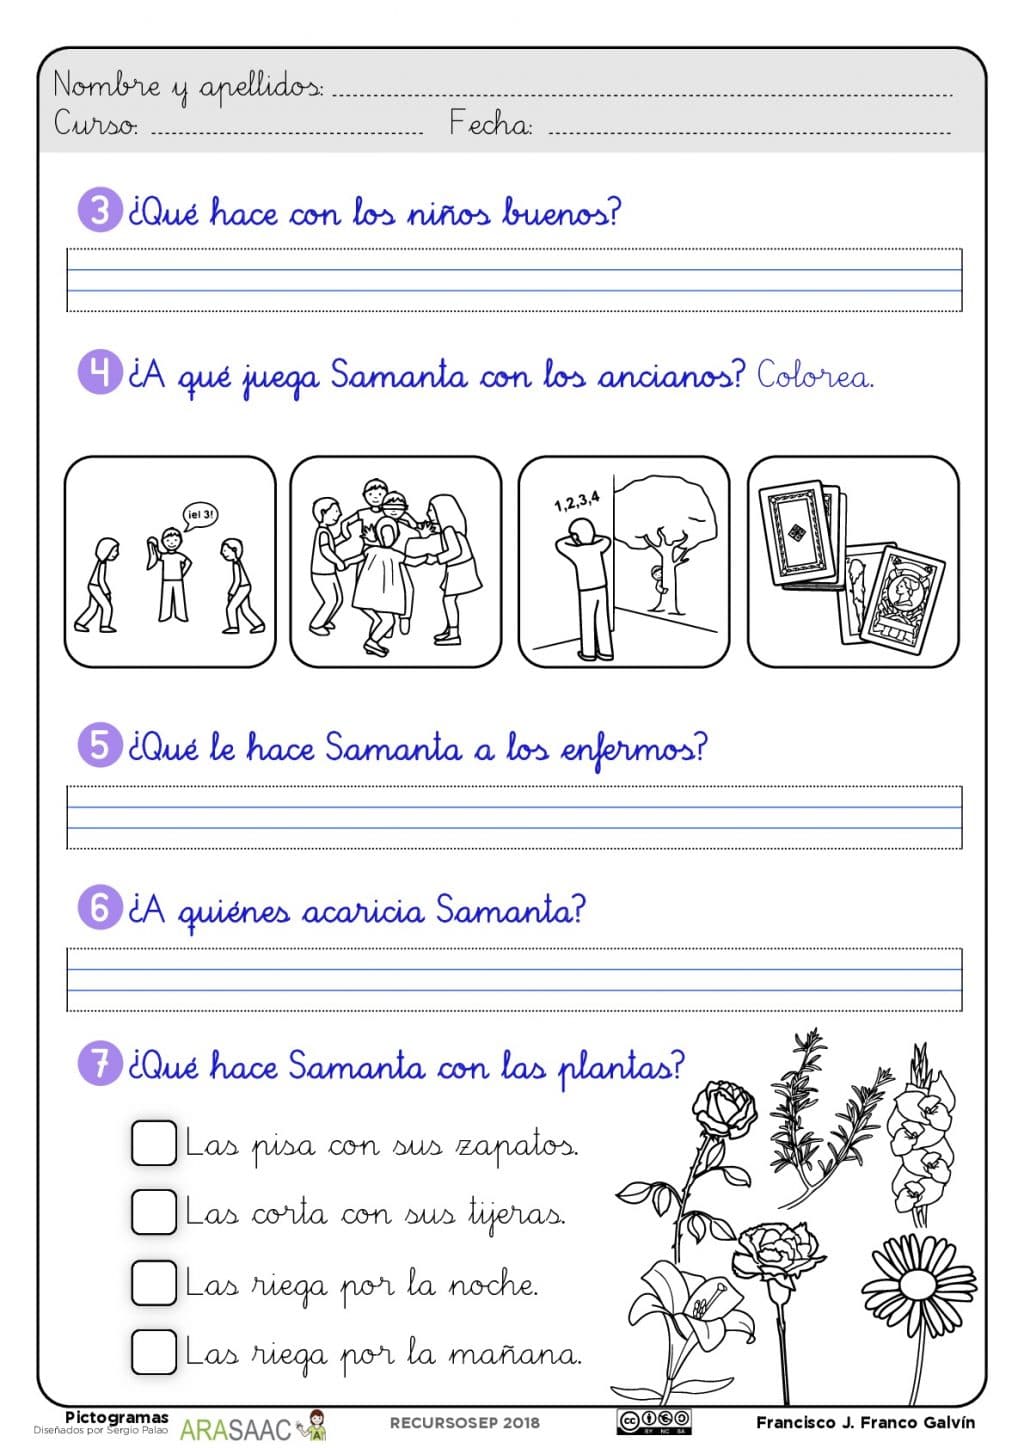 Nombre y apellidos:
Curso: Fecha:
3 ¿Qué hace con los niños buenos?
4 ¿A qué juega Samanta con los ancianos? Colorea.
¡el 3!
1,2,3,4
5 ¿Qué le hace Samanta a los enfermos?
6 ¿A quiénes acaricia Samanta?
7 ¿Qué hace Samanta con las plantas?
Las pisa con sus zapatos.
Las corta con sus tijeras.
Las riega por la noche.
Las riega por la mañana.
Pictogramas
Diseñados por Sergio Palao
ARASAAC
RECURSOSEP 2018
cc BY NC SA
Francisco J. Franco Galvín